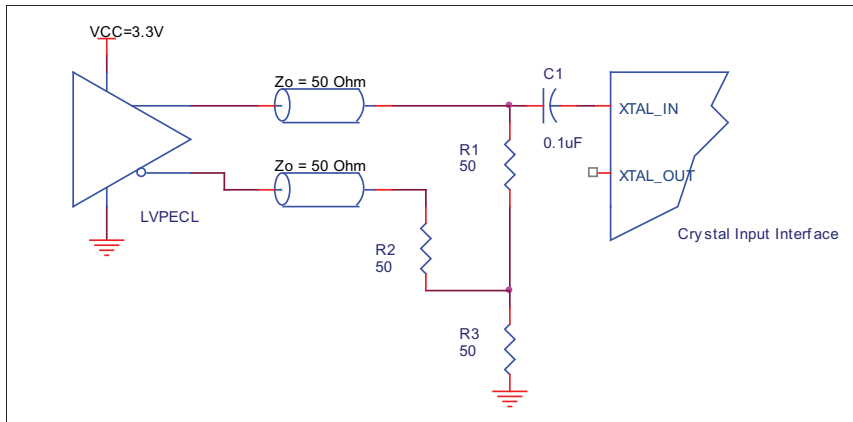 VCC=3.3V
Zo = 50 Ohm
C1
XTAL_IN
0.1uF
R1
50
Zo = 50 Ohm
XTAL_OUT
LVPECL
Crystal Input Interface
R2
50
R3
50